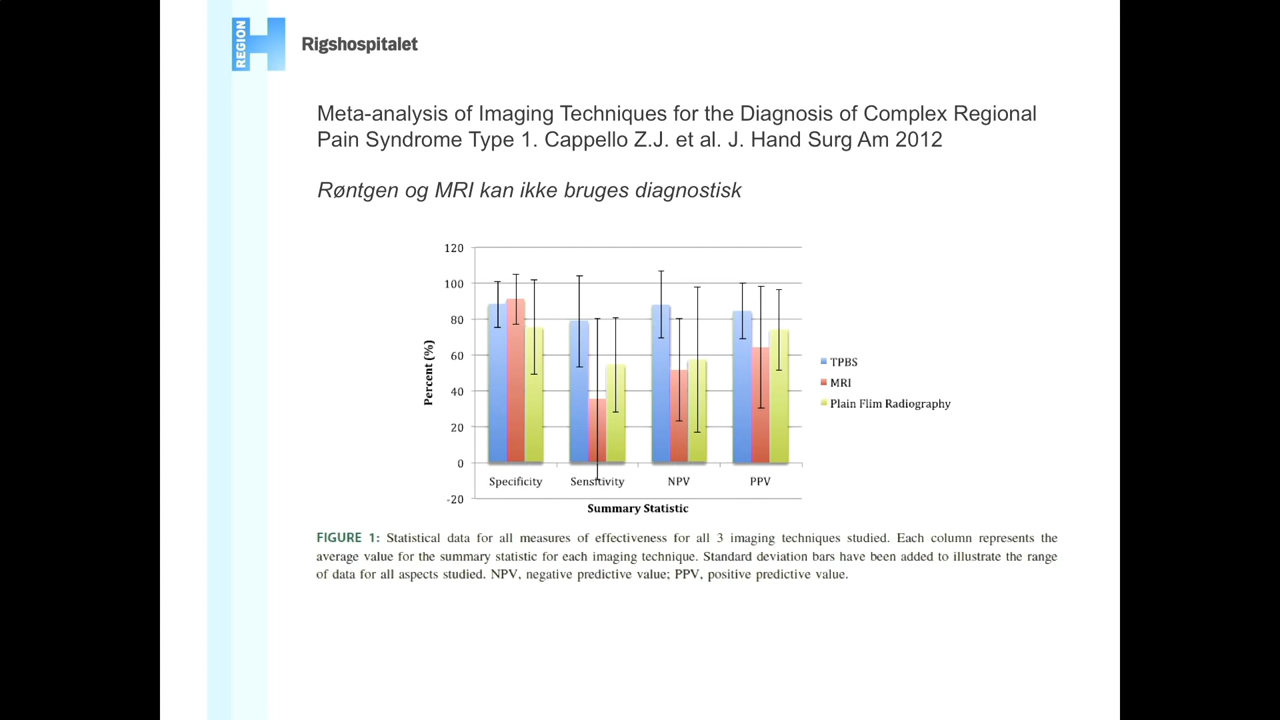 REGION
Rigshospitalet
Meta-analysis of Imaging Techniques for the Diagnosis of Complex Regional
Pain Syndrome Type 1. Cappello Z.J. et al. J. Hand Surg Am 2012
Røntgen og MRI kan ikke bruges diagnostisk
120
100
80
60
40
20
0
-20
Percent (%)
Specificity Sensitivity NPV PPV
Summary Statistic
TPBS
MRI
Plain Flim Radiography
FIGURE 1: Statistical data for all measures of effectiveness for all 3 imaging techniques studied. Each column represents the
average value for the summary statistic for each imaging technique. Standard deviation bars have been added to illustrate the range
of data for all aspects studied. NPV, negative predictive value; PPV, positive predictive value.